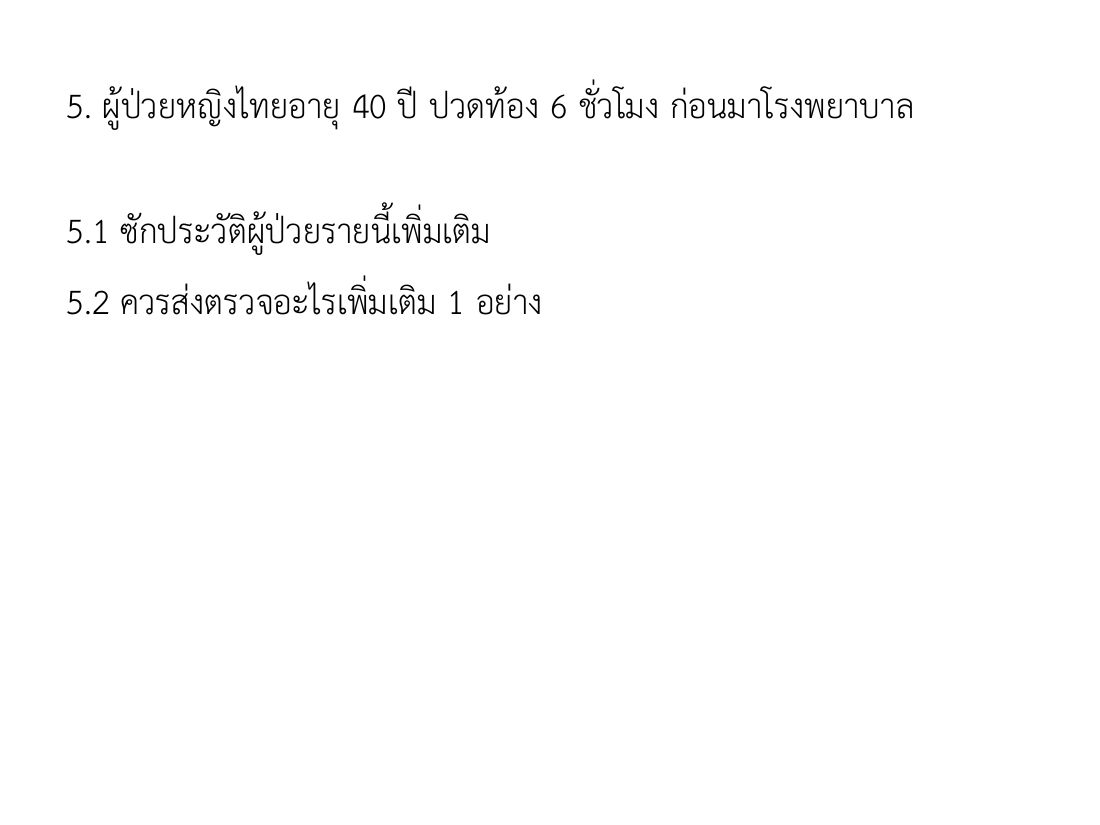 5. ผู้ป่วยหญิงไทยอายุ 40 ปี ปวดท้อง 6 ชั่วโมง ก่อนมาโรงพยาบาล
5.1 ซักประวัติผู้ป่วยรายนี้เพิ่มเติม
5.2 ควรส่งตรวจอะไรเพิ่มเติม 1 อย่าง